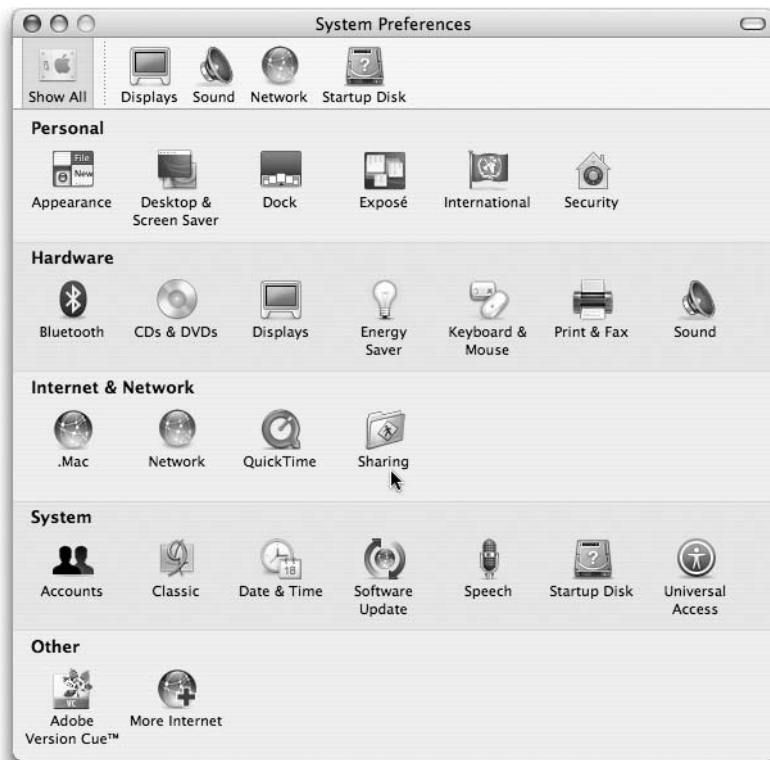 System Preferences
Show All Displays Sound Network Startup Disk
Personal
File
New
Appearance Desktop & Screen Saver Dock Exposé International Security
Hardware
Bluetooth CDs & DVDs Displays Energy Saver Keyboard & Mouse Print & Fax Sound
Internet & Network
.Mac Network QuickTime Sharing
System
18
Accounts Classic Date & Time Software Update Speech Startup Disk Universal Access
Other
VC
Adobe Version Cue™ More Internet